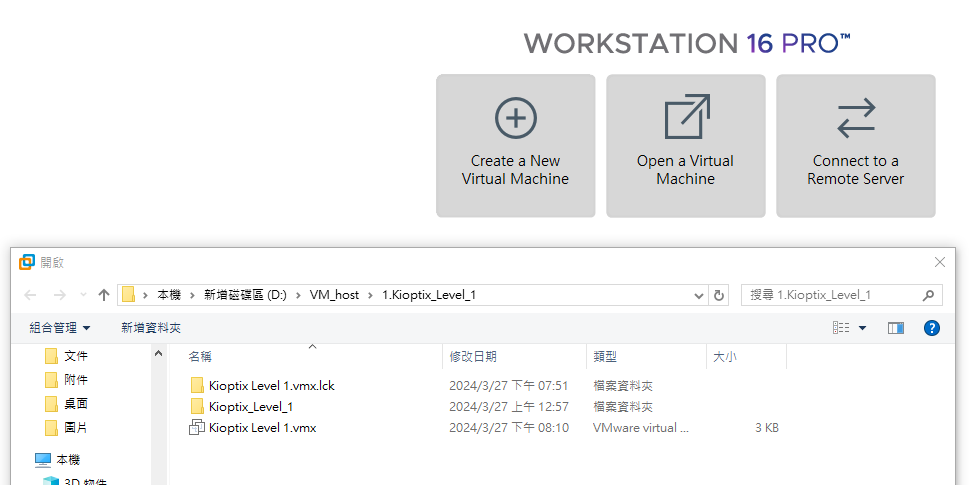 WORKSTATION 16 PRO™
Create a New
Virtual Machine
Open a Virtual
Machine
Connect to a
Remote Server
開啟
本機 › 新增磁碟區 (D:) › VM_host › 1.Kioptix_Level_1
搜尋 1.Kioptix_Level_1
組合管理 新增資料夾
文件
附件
桌面
圖片
本機
3D 物件
名稱 修改日期 類型 大小
Kioptix Level 1.vmx.lck 2024/3/27 下午 07:51 檔案資料夾
Kioptix_Level_1 2024/3/27 上午 12:57 檔案資料夾
Kioptix Level 1.vmx 2024/3/27 下午 08:10 VMware virtual ... 3 KB